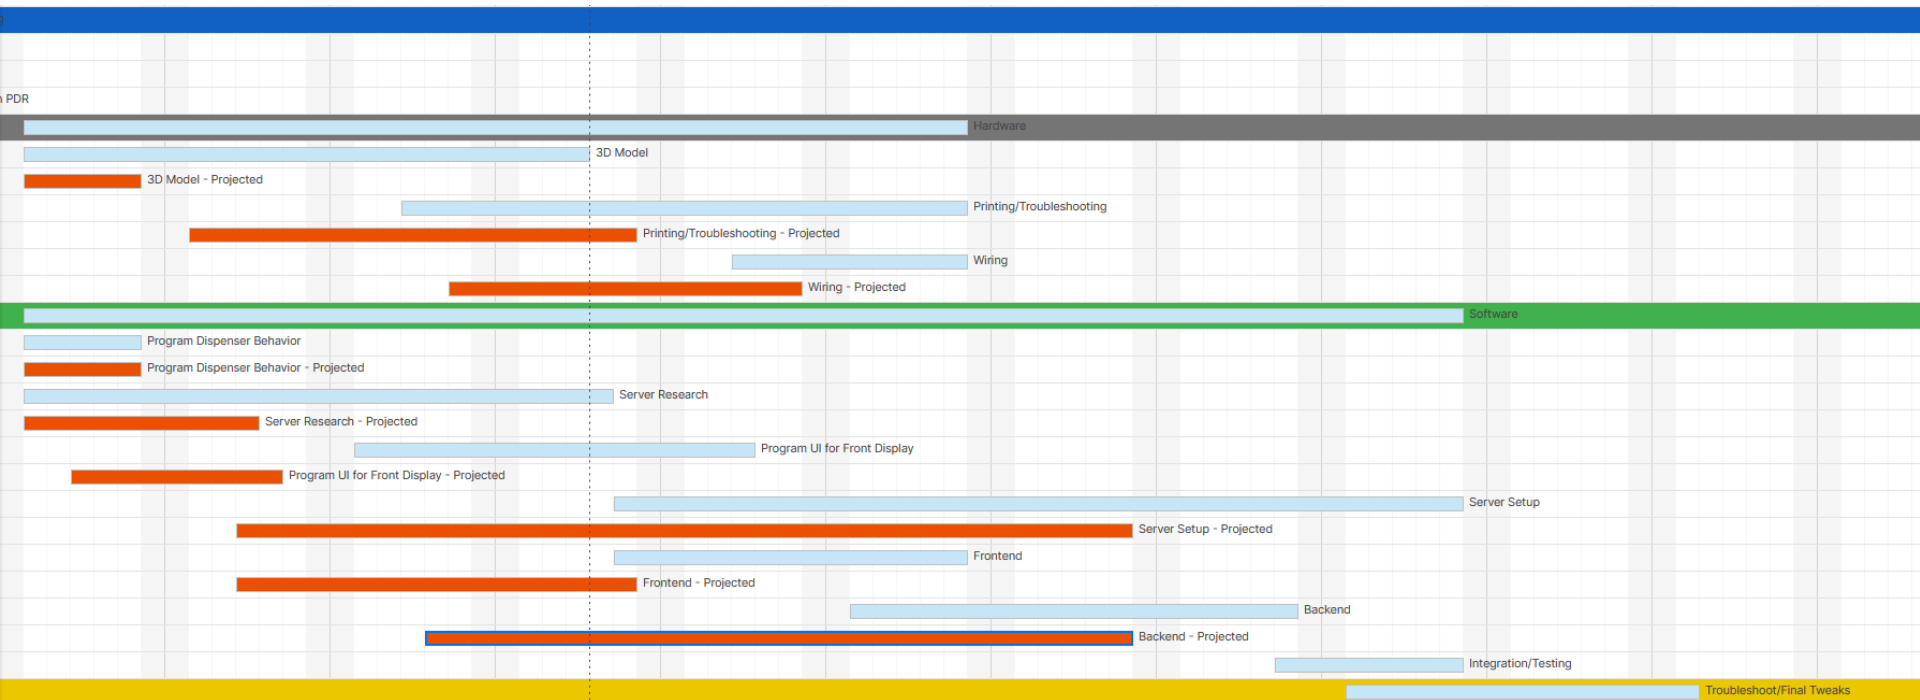 PDR
Hardware
3D Model
3D Model - Projected
Printing/Troubleshooting
Printing/Troubleshooting - Projected
Wiring
Wiring - Projected
Software
Program Dispenser Behavior
Program Dispenser Behavior - Projected
Server Research
Server Research - Projected
Program UI for Front Display
Program UI for Front Display - Projected
Server Setup
Server Setup - Projected
Frontend
Frontend - Projected
Backend
Backend - Projected
Integration/Testing
Troubleshoot/Final Tweaks